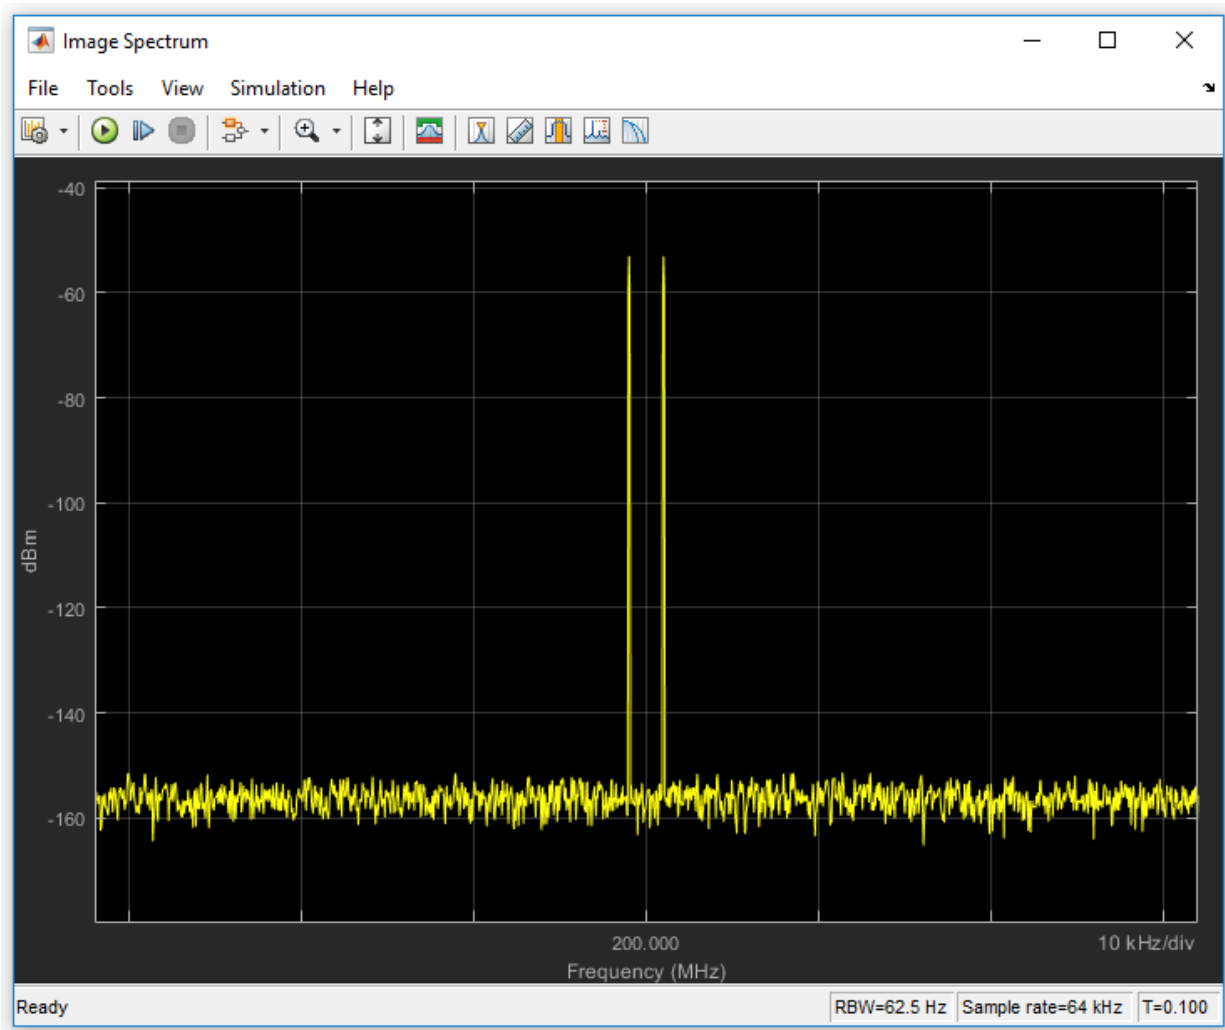 Image Spectrum
File Tools View Simulation Help
-40
-60
-80
-100
-120
-140
-160
dBm
200.000 10 kHz/div
Frequency (MHz)
Ready RBW=62.5 Hz Sample rate=64 kHz T=0.100